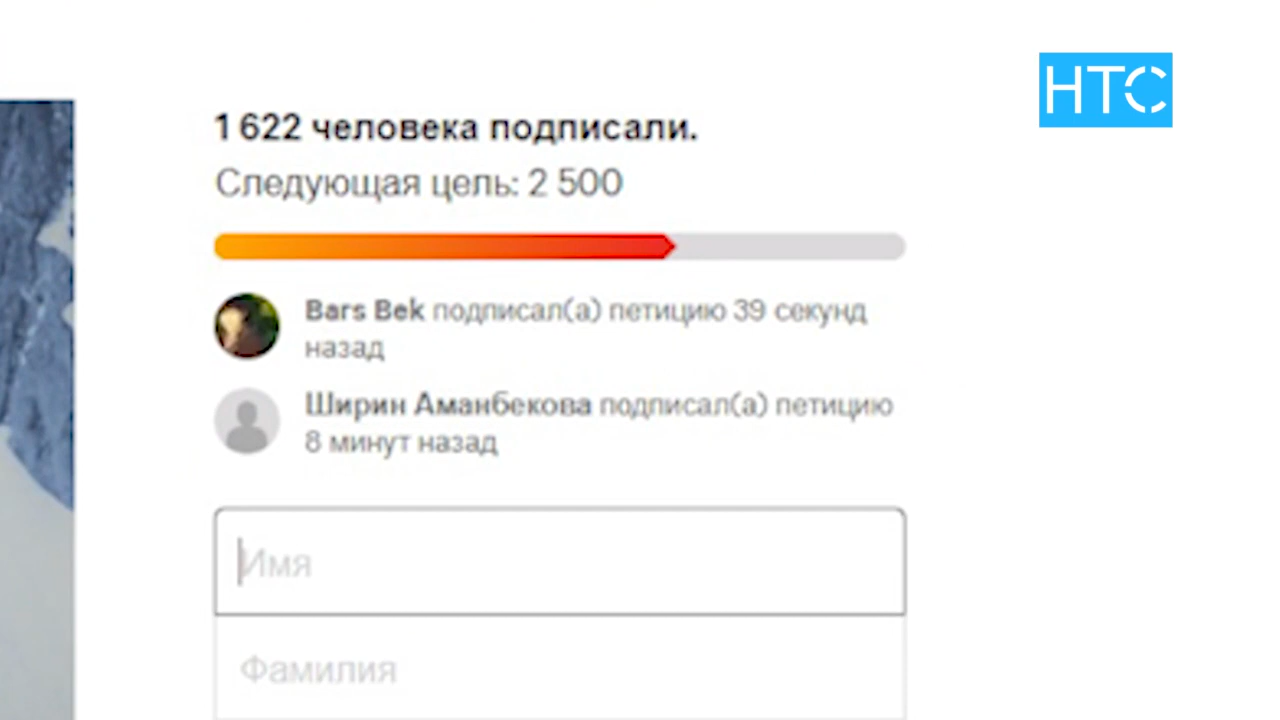 НТС
1 622 человека подписали.
Следующая цель: 2 500
Bars Bek подписал(а) петицию 39 секунд
назад
Ширин Аманбекова подписал(а) петицию
8 минут назад
Имя
Фамилия